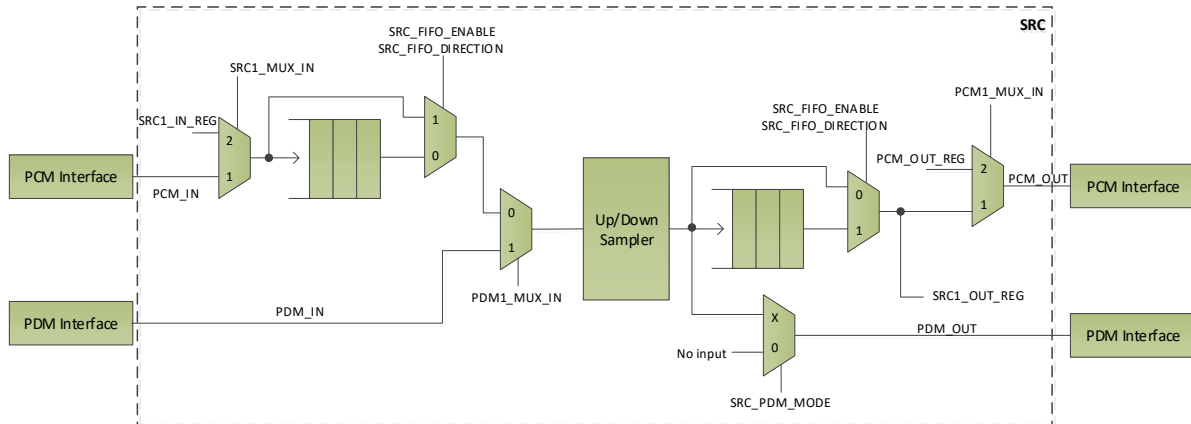 SRC
SRC_FIFO_ENABLE
SRC_FIFO_DIRECTION
SRC1_MUX_IN
SRC1_IN_REG
2
1
1
0
PCM Interface
PCM_IN
0
1
PDM1_MUX_IN
PDM Interface
PDM_IN
Up/Down
Sampler
SRC_FIFO_ENABLE
SRC_FIFO_DIRECTION
0
1
PCM1_MUX_IN
PCM_OUT_REG
2
1
PCM_OUT
PCM Interface
SRC1_OUT_REG
X
0
No input
SRC_PDM_MODE
PDM_OUT
PDM Interface